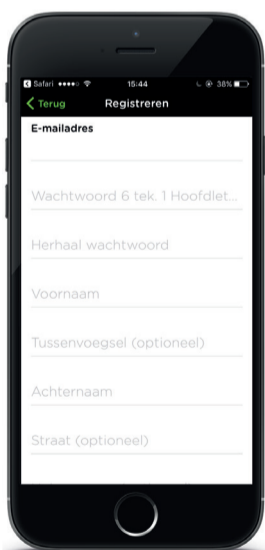 Safari 15:44 38%
Terug Registreren
E-mailadres
Wachtwoord 6 tek. 1 Hoofdlet...
Herhaal wachtwoord
Voornaam
Tussenvoegsel (optioneel)
Achternaam
Straat (optioneel)